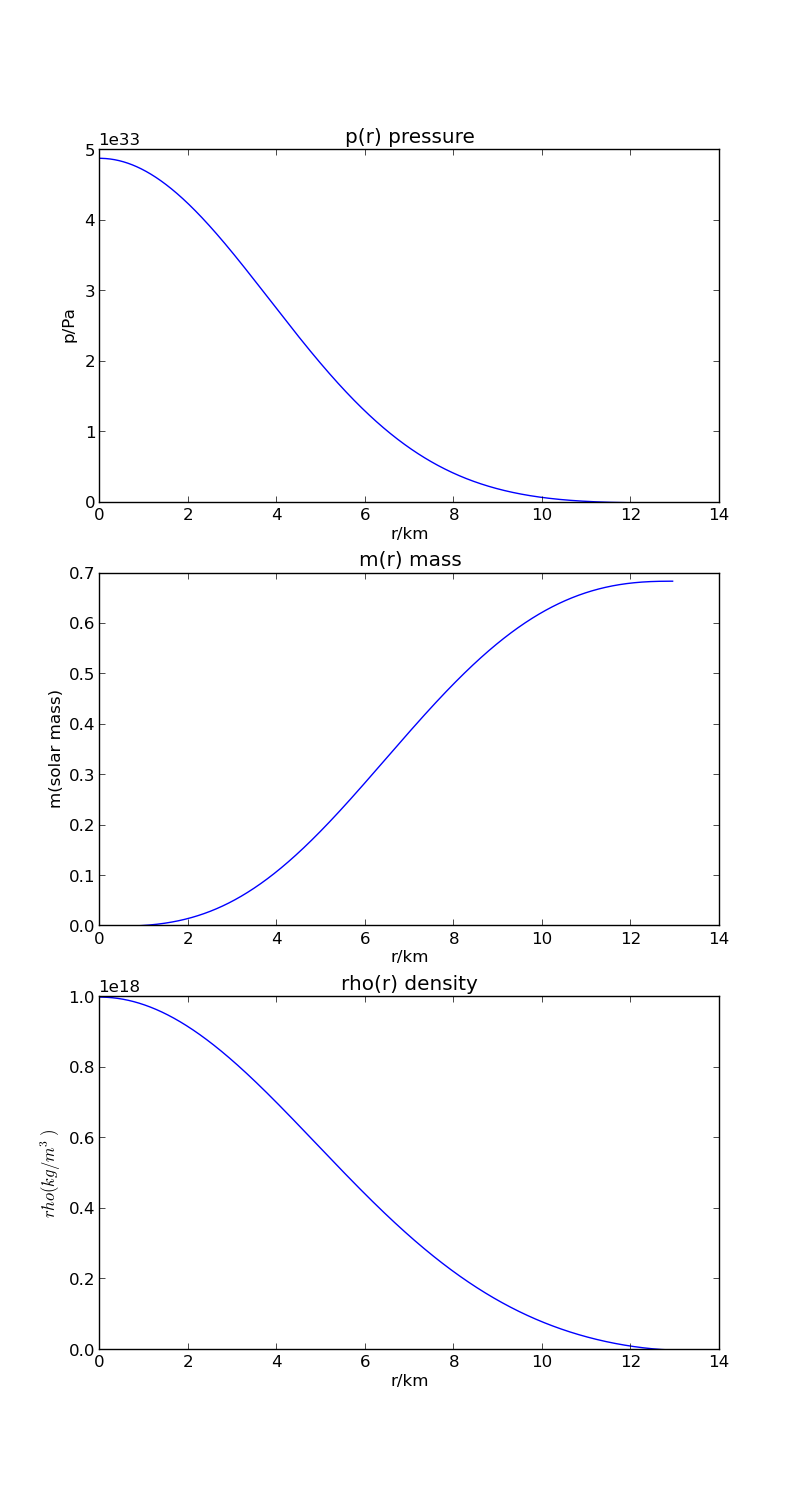 p(r) pressure
1e33
5
4
3
2
1
0
p/Pa
0 2 4 6 8 10 12 14
r/km
m(r) mass
0.7
0.6
0.5
0.4
0.3
0.2
0.1
0.0
m(solar mass)
0 2 4 6 8 10 12 14
r/km
rho(r) density
1e18
1.0
0.8
0.6
0.4
0.2
0.0
rho(kg/m³)
0 2 4 6 8 10 12 14
r/km